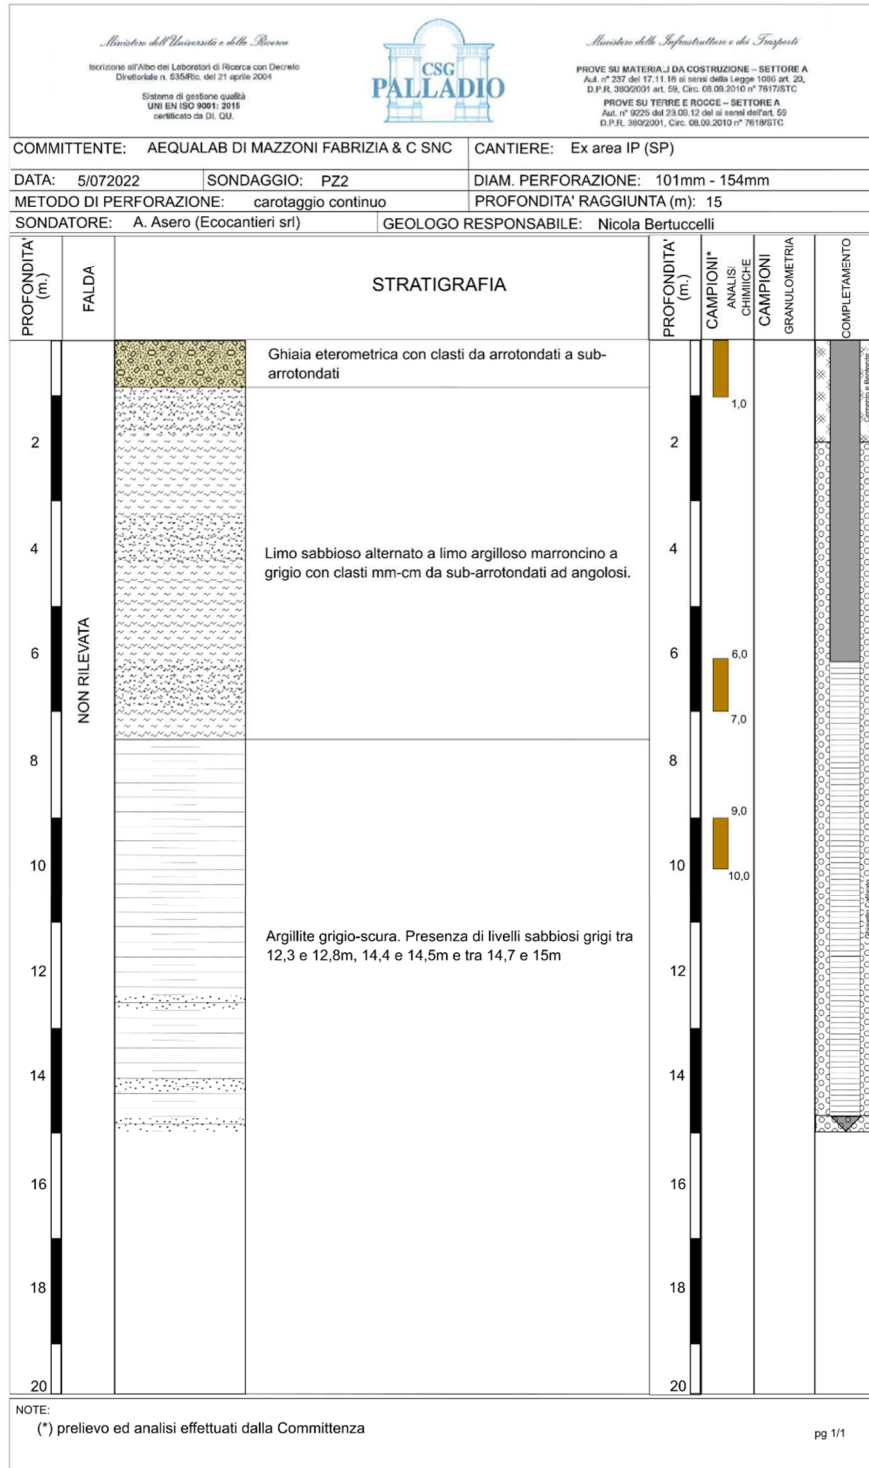 Ministero dell'Università e della Ricerca
Iscrizione all'Albo dei Laboratori di Ricerca con Decreto
Direttoriale n. 535/Ric. del 21 aprile 2004
Sistema di gestione qualità
UNI EN ISO 9001: 2015
certificato da DI. QU.
CSG
PALLADIO
Ministero delle Infrastrutture e dei Trasporti
PROVE SU MATERIALI DA COSTRUZIONE – SETTORE A
Aut. n° 237 del 17.11.16 ai sensi della Legge 1086 art. 20,
D.P.R. 380/2001 art. 59, Circ. 08.09.2010 n° 7617/STC
PROVE SU TERRE E ROCCE – SETTORE A
Aut. n° 9225 del 23.09.12 del ai sensi dell'art. 59
D.P.R. 380/2001, Circ. 08.09.2010 n° 7618/STC
COMMITTENTE: AEQUALAB DI MAZZONI FABRIZIA & C SNC
CANTIERE: Ex area IP (SP)
DATA: 5/072022
SONDAGGIO: PZ2
DIAM. PERFORAZIONE: 101mm - 154mm
METODO DI PERFORAZIONE: carotaggio continuo
PROFONDITA' RAGGIUNTA (m): 15
SONDATORE: A. Asero (Ecocantieri srl)
GEOLOGO RESPONSABILE: Nicola Bertuccelli
PROFONDITA'
(m.)
FALDA
STRATIGRAFIA
PROFONDITA'
(m.)
CAMPIONI*
ANALISI
CHIMICHE
CAMPIONI
GRANULOMETRIA
COMPLETAMENTO
Ghiaia eterometrica con clasti da arrotondati a sub-
arrotondati
1,0
2
2
4
4
Limo sabbioso alternato a limo argilloso marroncino a
grigio con clasti mm-cm da sub-arrotondati ad angolosi.
NON RILEVATA
6
6
6,0
7,0
8
8
9,0
10
10
10,0
Argillite grigio-scura. Presenza di livelli sabbiosi grigi tra
12,3 e 12,8m, 14,4 e 14,5m e tra 14,7 e 15m
12
12
14
14
16
16
18
18
20
20
NOTE:
(*) prelievo ed analisi effettuati dalla Committenza
pg 1/1